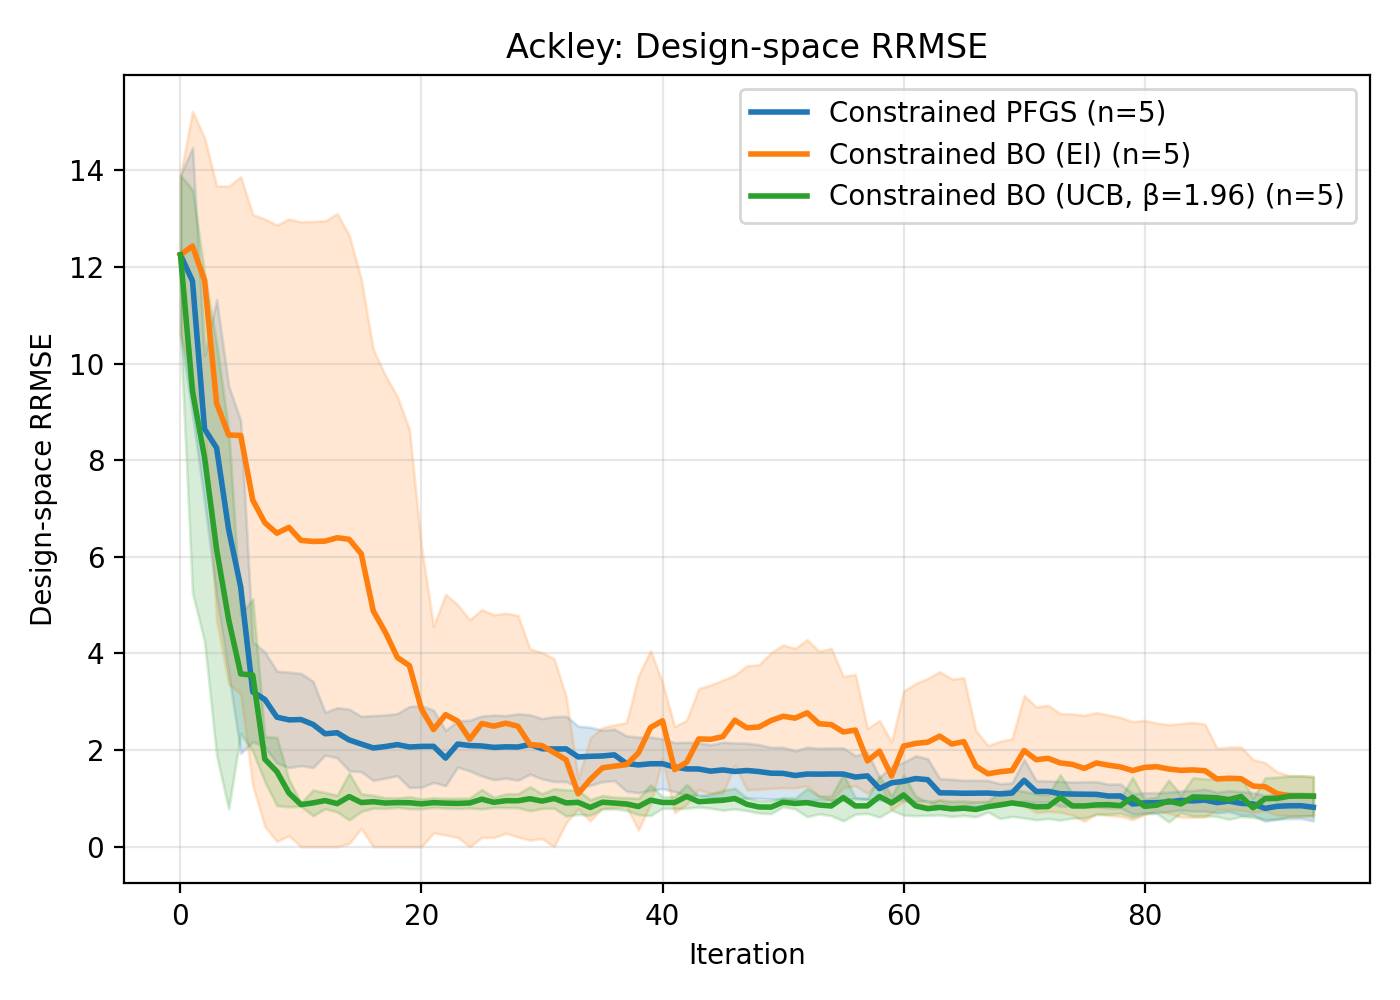 Ackley: Design-space RRMSE
Constrained PFGS (n=5)
Constrained BO (EI) (n=5)
Constrained BO (UCB, β=1.96) (n=5)
Design-space RRMSE
14
12
10
8
6
4
2
0
0 20 40 60 80
Iteration